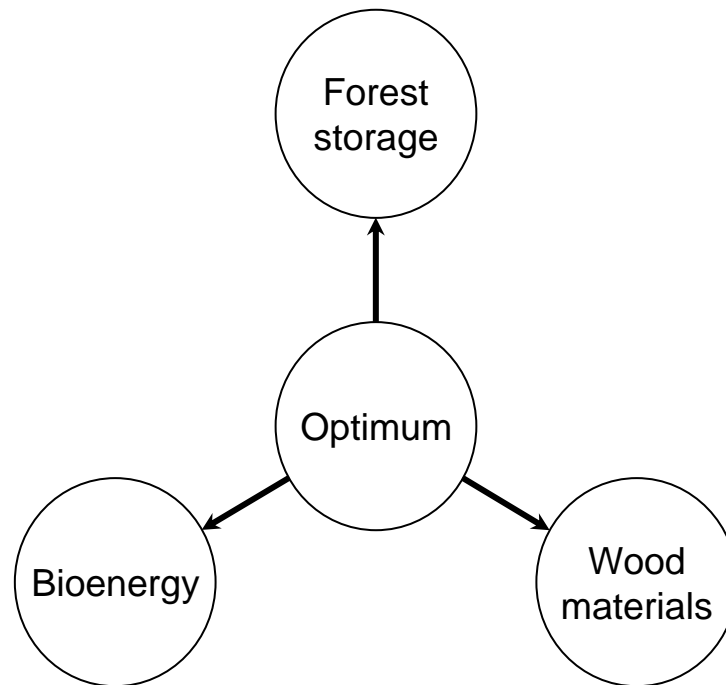 Forest
storage
Optimum
Bioenergy
Wood
materials